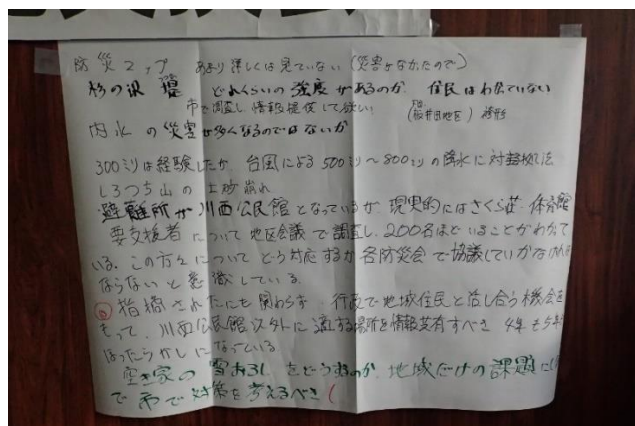 防災マップ あまり詳しくは見ていない(災害がなかったので)
杉の沢 堤 どれくらいの強度があるのか 住民はわかっていない
市で調査し、情報提供して欲しい!
内水の災害が多くなるのではないか
300ミリは経験したが、台風による500ミリ〜800ミリの降水に対
しろつち山の土砂崩れ
避難所が川西公民館となっているが、現実的にはさくら荘、体育館
要支援者について地区会議で調査し、200名ほどいることがわかって
いる。この方々についてどう対応するか各防災会で協議していかなければ
ならないと意識している。
指摘されたにも関わらず、行政で地域住民と話し合う機会を
もって、川西公民館以外に適する場所を情報共有すべき 4年も5年も
ほったらかしになっている
空き家の雪おろしをどうするのか、地域だけの課題に
で市で対策を考えるべき